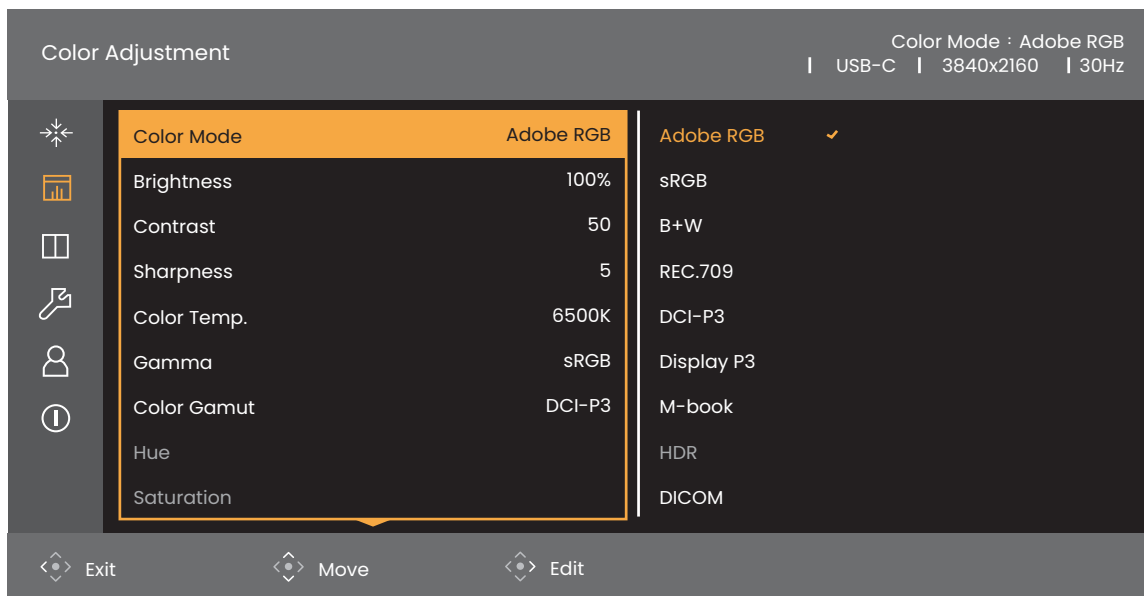 Color Adjustment
Color Mode : Adobe RGB
| USB-C | 3840x2160 | 30Hz
Color Mode Adobe RGB
Brightness 100%
Contrast 50
Sharpness 5
Color Temp. 6500K
Gamma sRGB
Color Gamut DCI-P3
Hue
Saturation
Adobe RGB
sRGB
B+W
REC.709
DCI-P3
Display P3
M-book
HDR
DICOM
Exit Move Edit